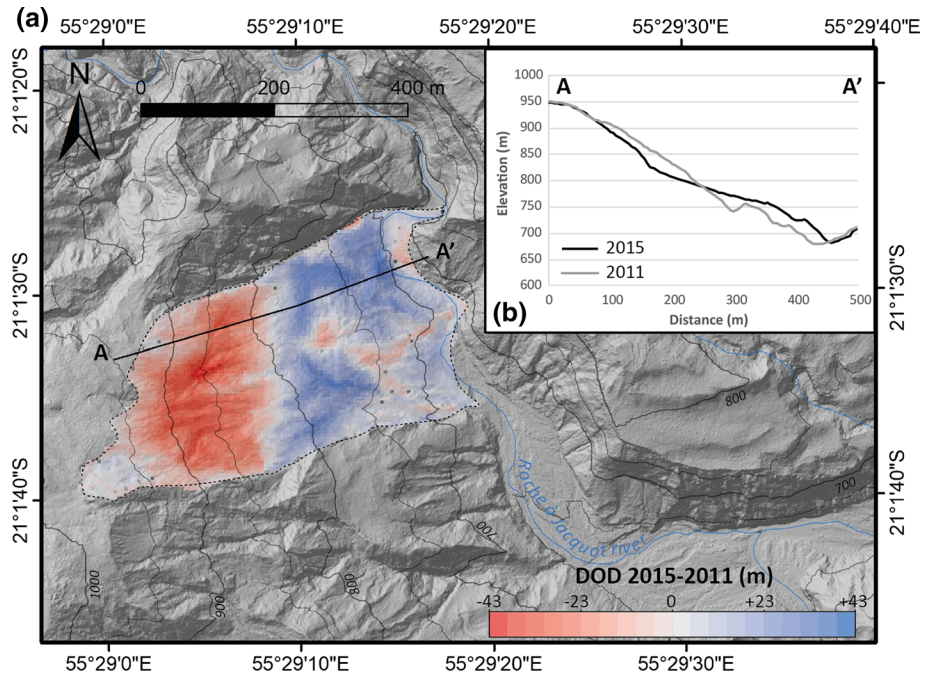 (a)
55°29'0"E 55°29'10"E 55°29'20"E 55°29'30"E 55°29'40"E
21°1'20"S
21°1'30"S
21°1'40"S
N
0 200 400 m
A
A'
1000
900
800
700
800
700
Roche à Jacquot river
A A'
1000
950
900
850
800
750
700
650
600
Elevation (m)
2015
2011
0 100 200 300 400 500
Distance (m)
(b)
21°1'30"S
21°1'40"S
DOD 2015-2011 (m)
-43 -23 0 +23 +43
55°29'0"E 55°29'10"E 55°29'20"E 55°29'30"E